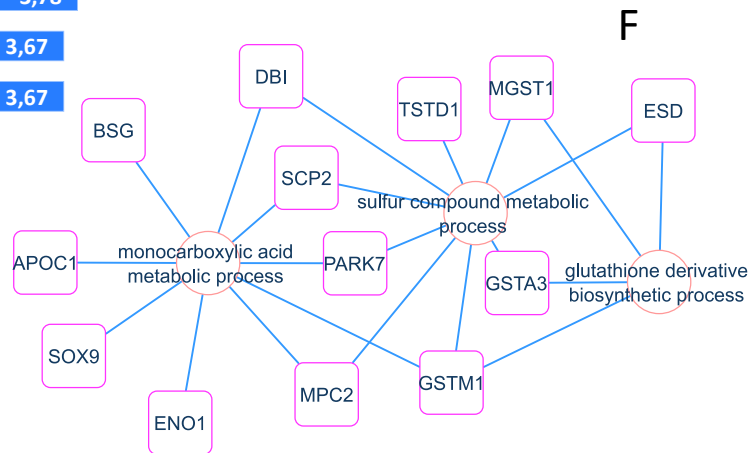 F
3,67
3,67
DBI
MGST1
TSTD1
ESD
BSG
SCP2
sulfur compound metabolic
process
monocarboxylic acid
metabolic process
APOC1
PARK7
GSTA3
glutathione derivative
biosynthetic process
SOX9
MPC2
GSTM1
ENO1